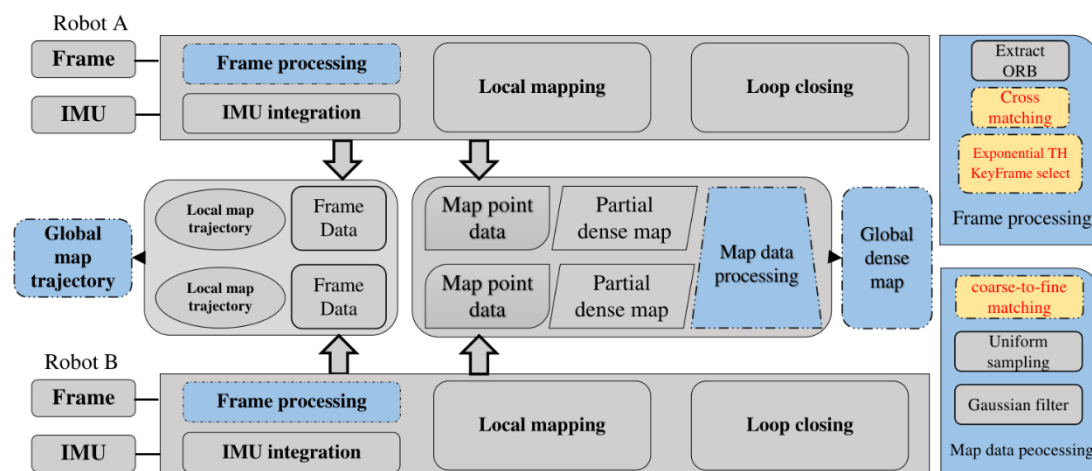 Robot A
Frame
IMU
Frame processing
IMU integration
Local mapping
Loop closing
Extract
ORB
Cross
matching
Exponential TH
KeyFrame select
Frame processing
Global
map
trajectory
Local map
trajectory
Frame
Data
Local map
trajectory
Frame
Data
Map point
data
Partial
dense map
Map point
data
Partial
dense map
Map data
processing
Global
dense
map
coarse-to-fine
matching
Uniform
sampling
Gaussian filter
Map data peocessing
Robot B
Frame
IMU
Frame processing
IMU integration
Local mapping
Loop closing